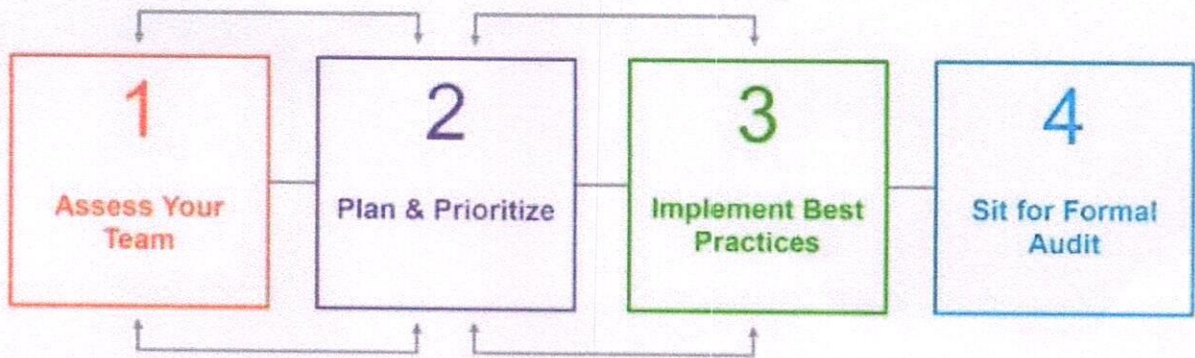 1
Assess Your
Team
2
Plan & Prioritize
3
Implement Best
Practices
4
Sit for Formal
Audit